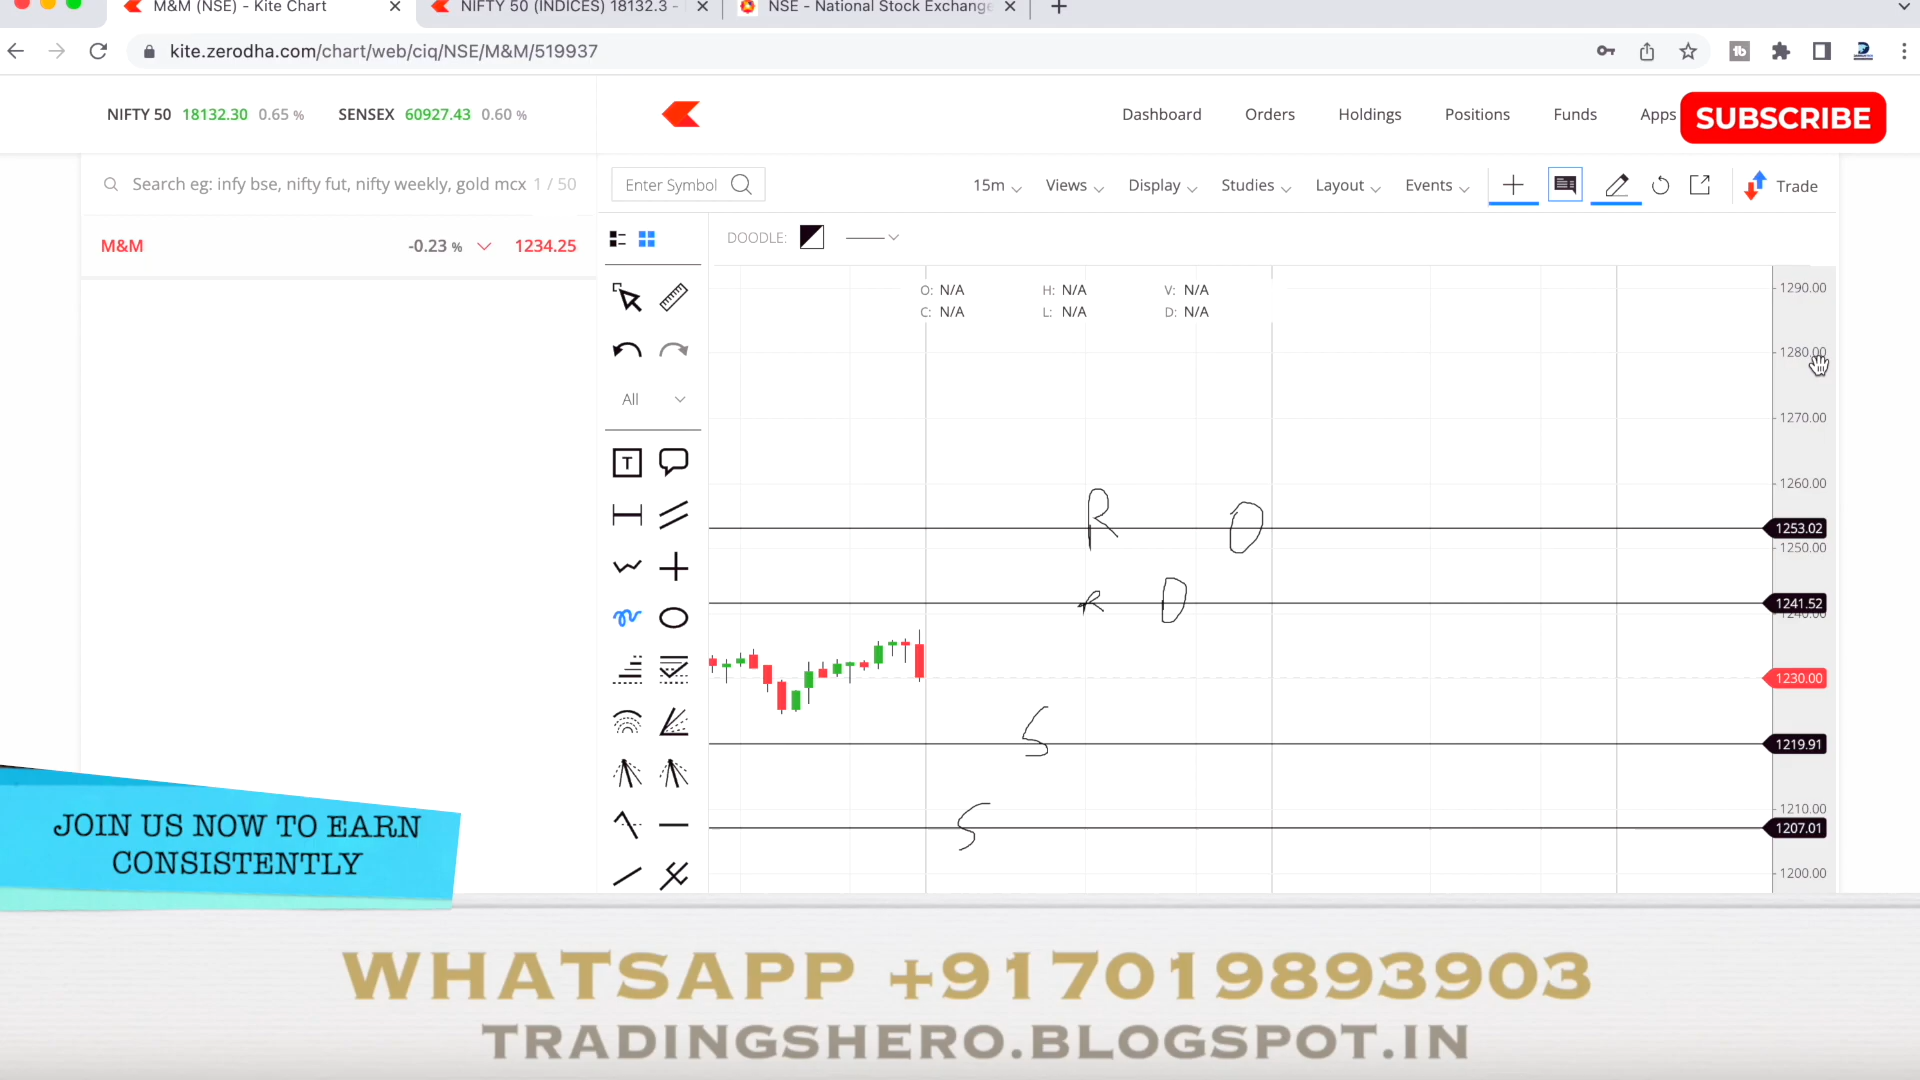 M&M (NSE) - Kite Chart
NIFTY 50 (INDICES) 18132.3 -
NSE - National Stock Exchange
kite.zerodha.com/chart/web/ciq/NSE/M&M/519937
NIFTY 50 18132.30 0.65 % SENSEX 60927.43 0.60 %
Dashboard Orders Holdings Positions Funds Apps
SUBSCRIBE
Search eg: infy bse, nifty fut, nifty weekly, gold mcx 1 / 50
Enter Symbol 15m Views Display Studies Layout Events Trade
M&M -0.23 % 1234.25
DOODLE:
O: N/A H: N/A V: N/A
C: N/A L: N/A D: N/A
All
T
1290.00
1280.00
1270.00
1260.00
R O
1253.02
1250.00
R D
1241.52
1240.00
1230.00
S
1219.91
1210.00
S
1207.01
1200.00
JOIN US NOW TO EARN
CONSISTENTLY
WHATSAPP +917019893903
TRADINGSHERO.BLOGSPOT.IN